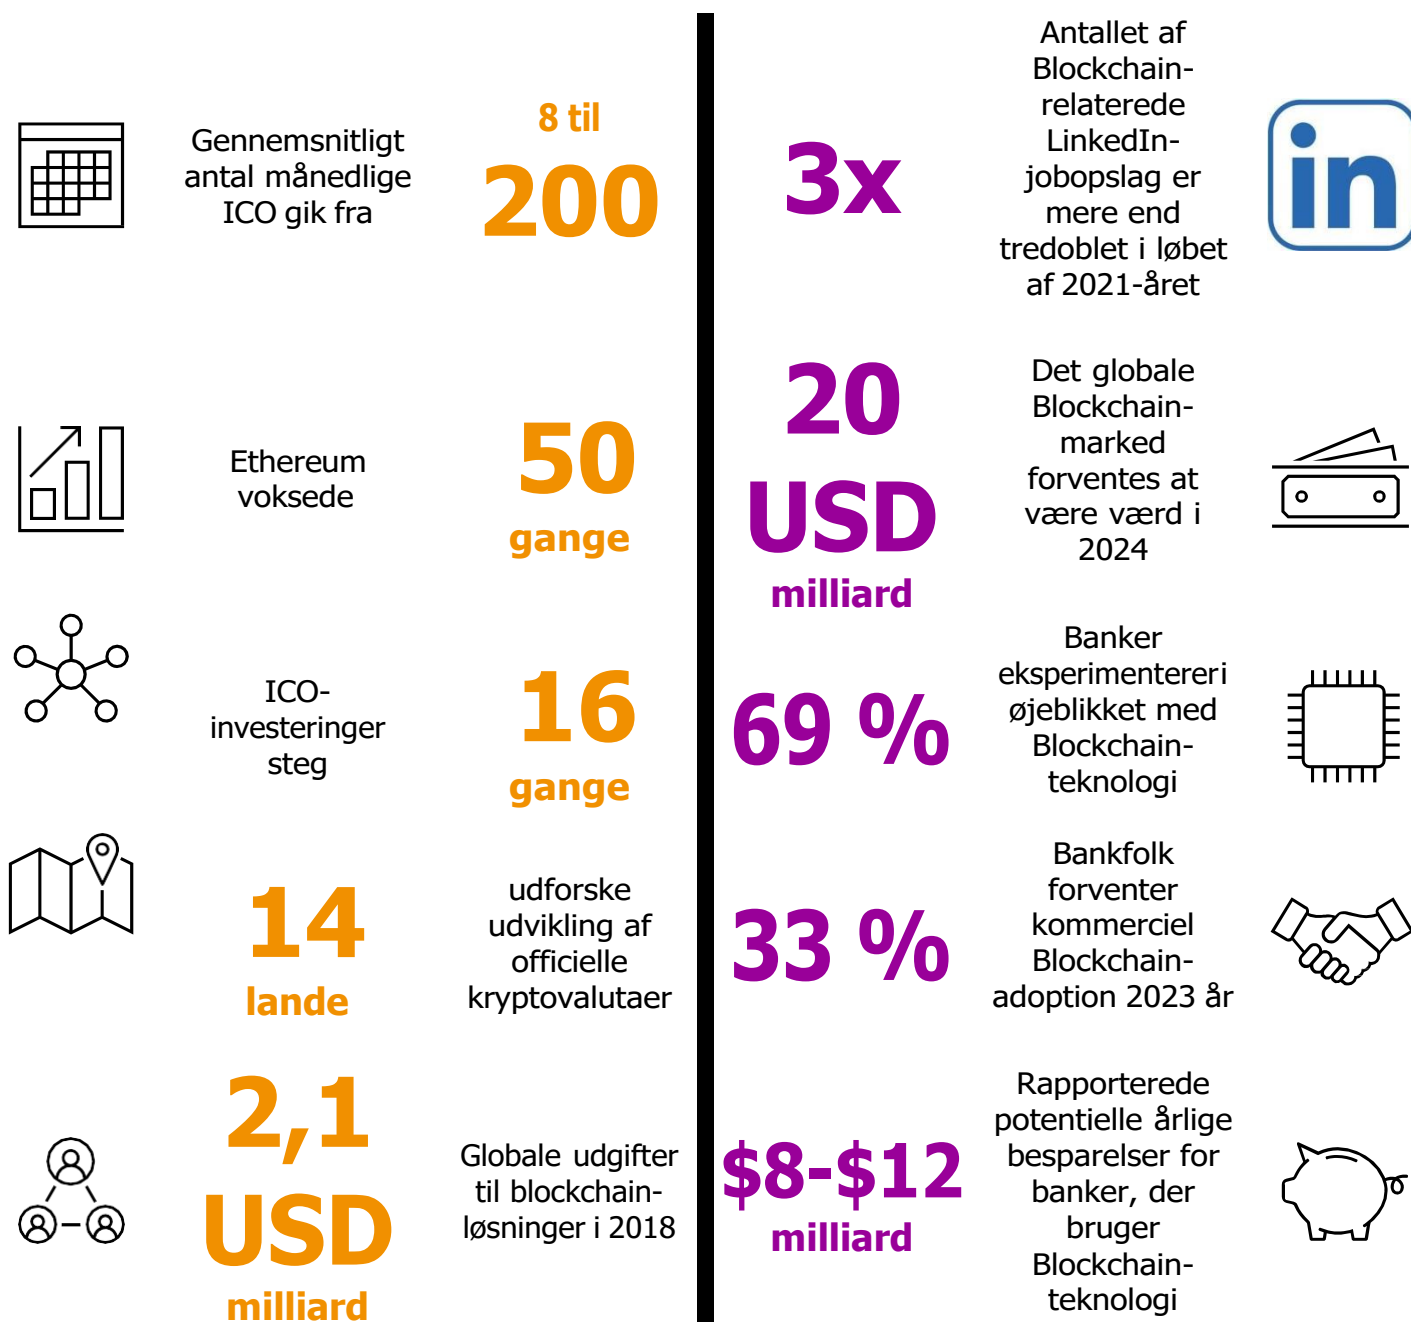 Gennemsnitligt
antal månedlige
ICO gik fra
8 til
200
Ethereum
voksede
50
gange
ICO-
investeringer
steg
16
gange
14
lande
udforske
udvikling af
officielle
kryptovalutaer
2,1
USD
milliard
Globale udgifter
til blockchain-
løsninger i 2018
3x
Antallet af
Blockchain-
relaterede
LinkedIn-
jobopslag er
mere end
tredoblet i løbet
af 2021-året
in
20
USD
milliard
Det globale
Blockchain-
marked
forventes at
være værd i
2024
69 %
Banker
eksperimentereri
øjeblikket med
Blockchain-
teknologi
33 %
Bankfolk
forventer
kommerciel
Blockchain-
adoption 2023 år
$8-$12
milliard
Rapporterede
potentielle årlige
besparelser for
banker, der
bruger
Blockchain-
teknologi